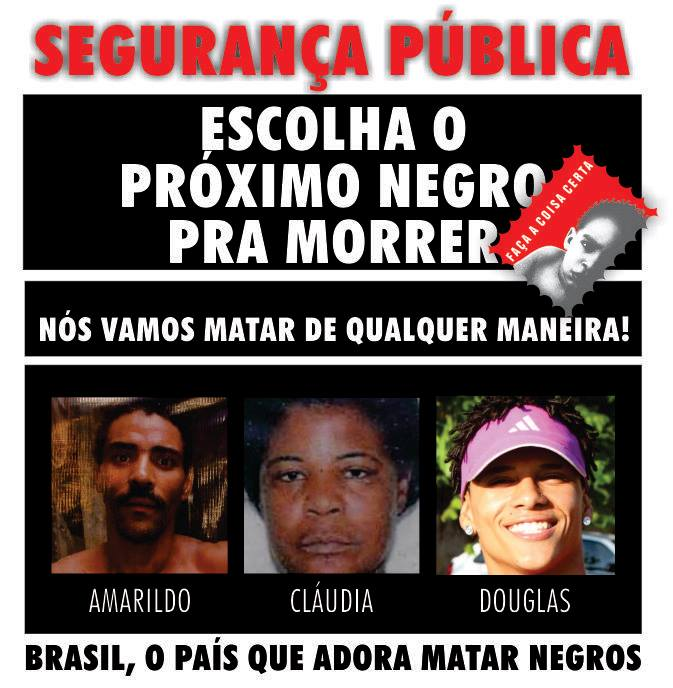 SEGURANÇA PÚBLICA
ESCOLHA O
PRÓXIMO NEGRO
PRA MORRER
FAÇA A COISA CERTA
NÓS VAMOS MATAR DE QUALQUER MANEIRA!
AMARILDO
CLÁUDIA
DOUGLAS
BRASIL, O PAÍS QUE ADORA MATAR NEGROS